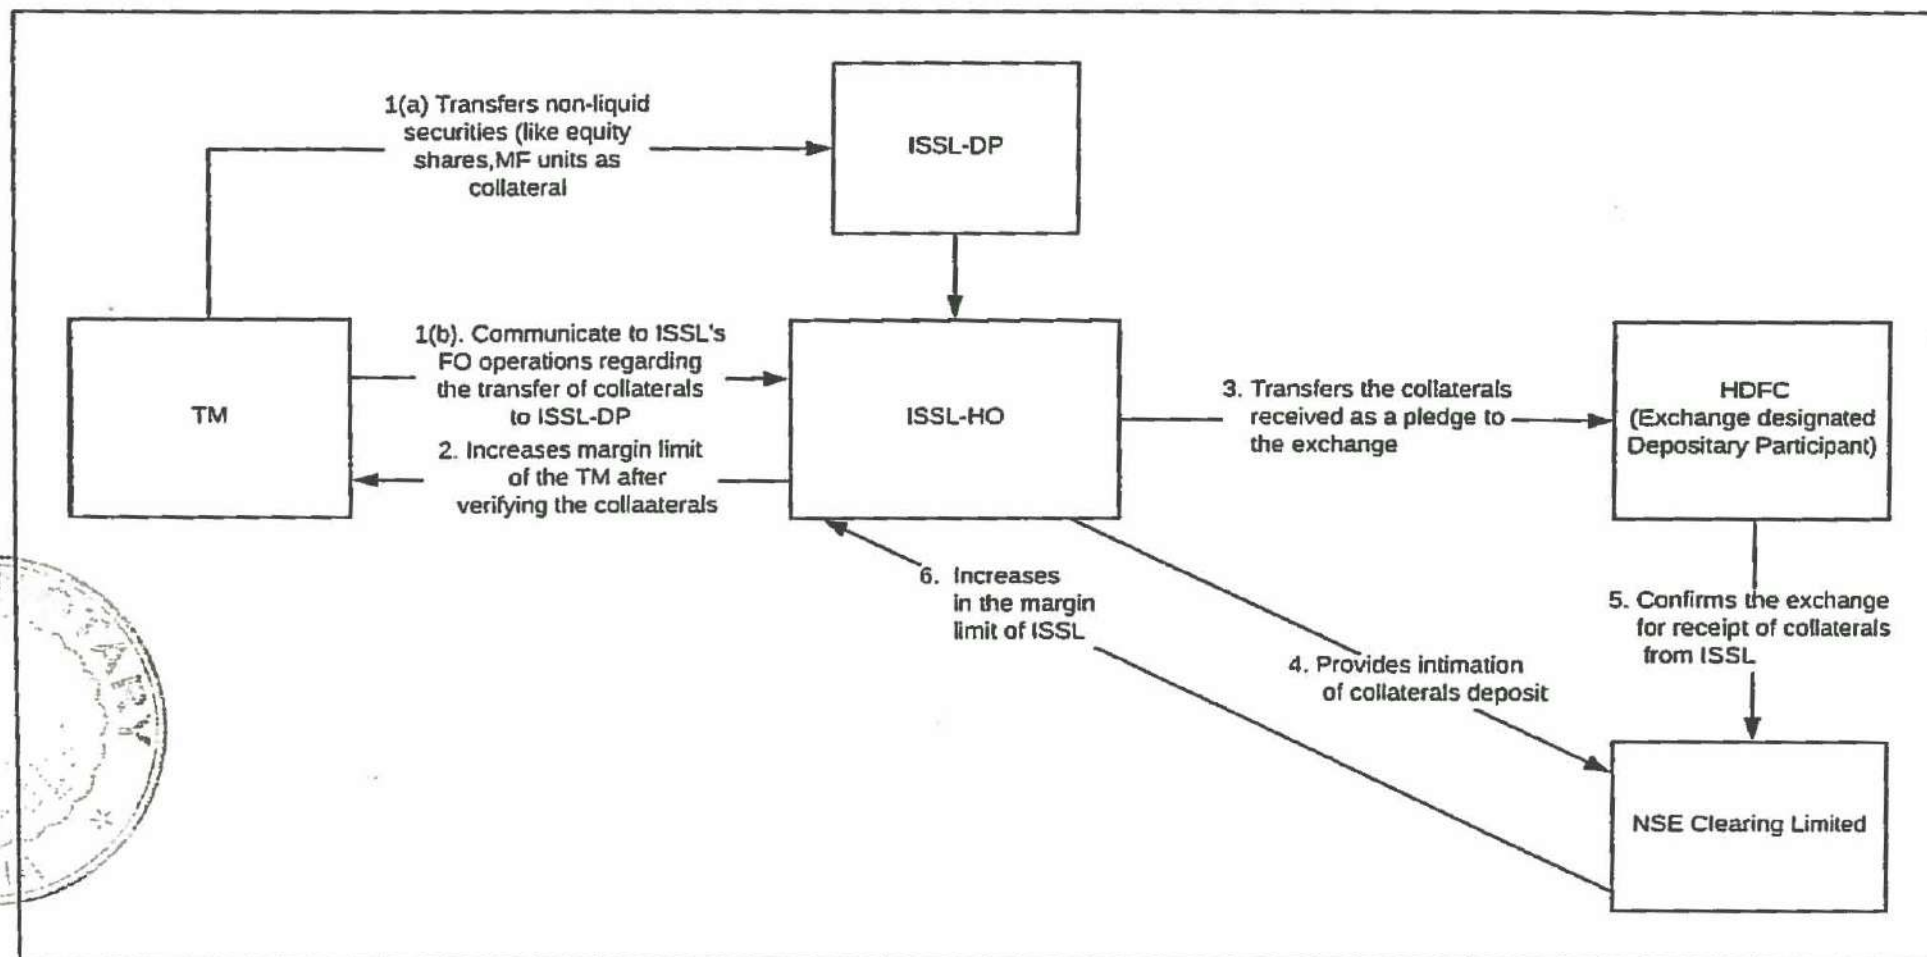 1(a) Transfers non-liquid
securities (like equity
shares,MF units as
collateral
ISSL-DP
TM
1(b). Communicate to ISSL's
FO operations regarding
the transfer of collaterals
to ISSL-DP
2. Increases margin limit
of the TM after
verifying the collaaterals
ISSL-HO
3. Transfers the collaterals
received as a pledge to
the exchange
HDFC
(Exchange designated
Depositary Participant)
6. Increases
in the margin
limit of ISSL
4. Provides intimation
of collaterals deposit
5. Confirms the exchange
for receipt of collaterals
from ISSL
NSE Clearing Limited